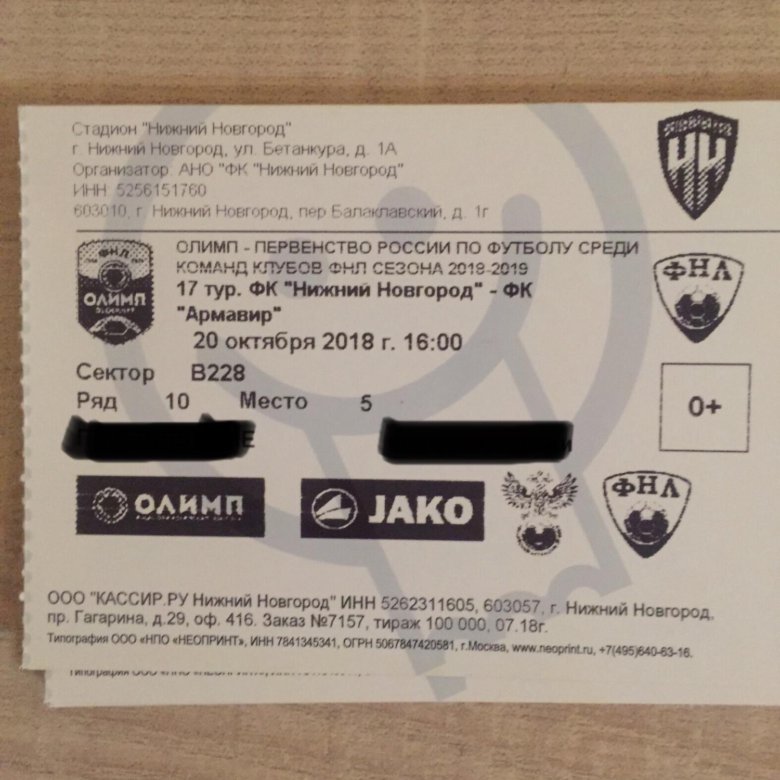 Стадион "Нижний Новгород"
г. Нижний Новгород, ул. Бетанкура, д. 1А
Организатор: АНО "ФК "Нижний Новгород"
ИНН: 5256151760
603010, г. Нижний Новгород, пер Балаклавский, д. 1г
НН
ОЛИМП - ПЕРВЕНСТВО РОССИИ ПО ФУТБОЛУ СРЕДИ
КОМАНД КЛУБОВ ФНЛ СЕЗОНА 2018-2019
ФНЛ
ОЛИМП
17 тур. ФК "Нижний Новгород" - ФК
"Армавир"
20 октября 2018 г. 16:00
ФНЛ
Сектор В228
Ряд 10 Место 5
0+
ОЛИМП
JAKO
ФНЛ
ООО "КАССИР.РУ Нижний Новгород" ИНН 5262311605, 603057, г. Нижний Новгород,
пр. Гагарина, д.29, оф. 416. Заказ №7157, тираж 100 000, 07.18г.
Типография ООО «НПО «НЕОПРИНТ», ИНН 7841345341, ОГРН 5067847420581, г.Москва, www.neoprint.ru, +7(495)640-63-16.